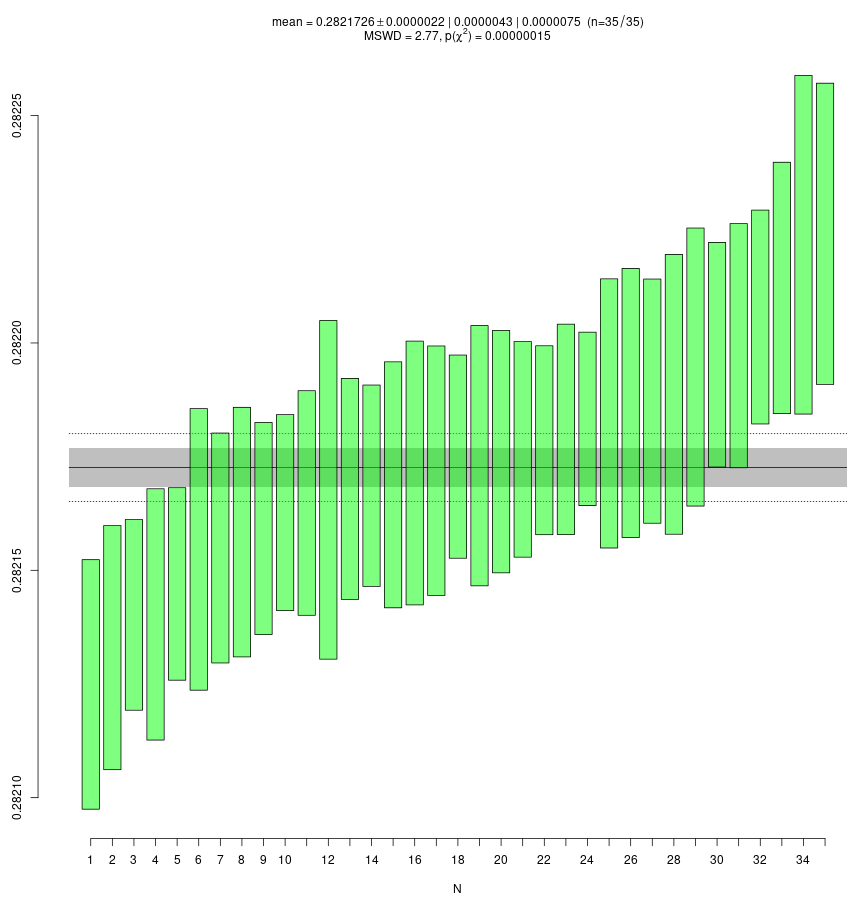 mean = 0.2821726±0.0000022 | 0.0000043 | 0.0000075 (n=35/35)
MSWD = 2.77, p(χ²) = 0.00000015
0.28225
0.28220
0.28215
0.28210
1 2 3 4 5 6 7 8 9 10 12 14 16 18 20 22 24 26 28 30 32 34
N